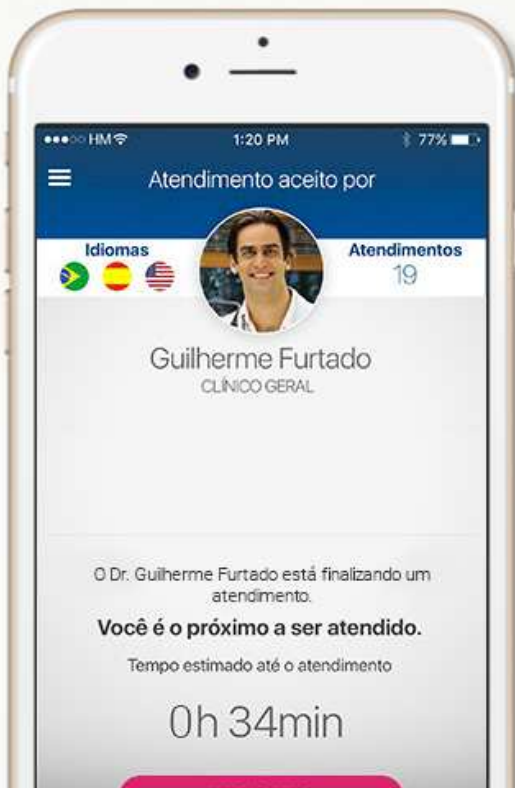 HM 1:20 PM 77%
Atendimento aceito por
Idiomas
Atendimentos
19
Guilherme Furtado
CLÍNICO GERAL
O Dr. Guilherme Furtado está finalizando um
atendimento.
Você é o próximo a ser atendido.
Tempo estimado até o atendimento
0h 34min